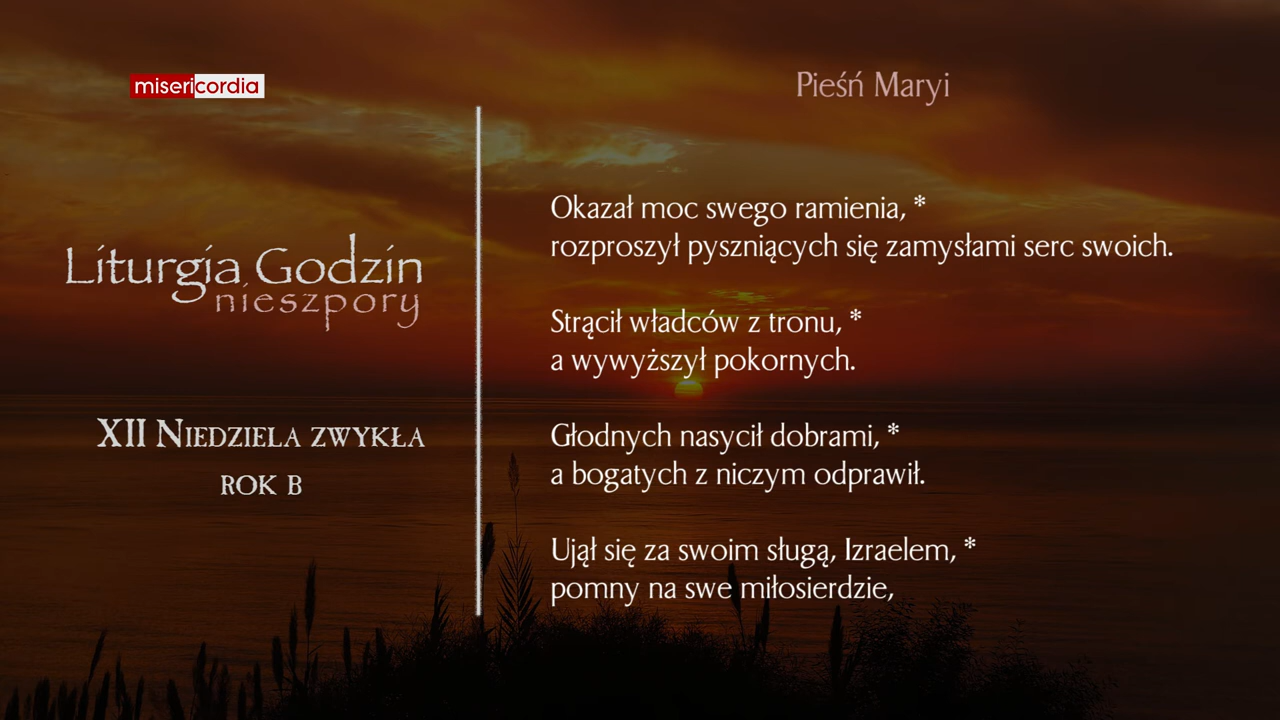 misericordia
Liturgia Godzin
nieszpory
XII Niedziela zwykła
rok B
Pieśń Maryi
Okazał moc swego ramienia, *
rozproszył pyszniących się zamysłami serc swoich.
Strącił władców z tronu, *
a wywyższył pokornych.
Głodnych nasycił dobrami, *
a bogatych z niczym odprawił.
Ujął się za swoim sługą, Izraelem, *
pomny na swe miłosierdzie,